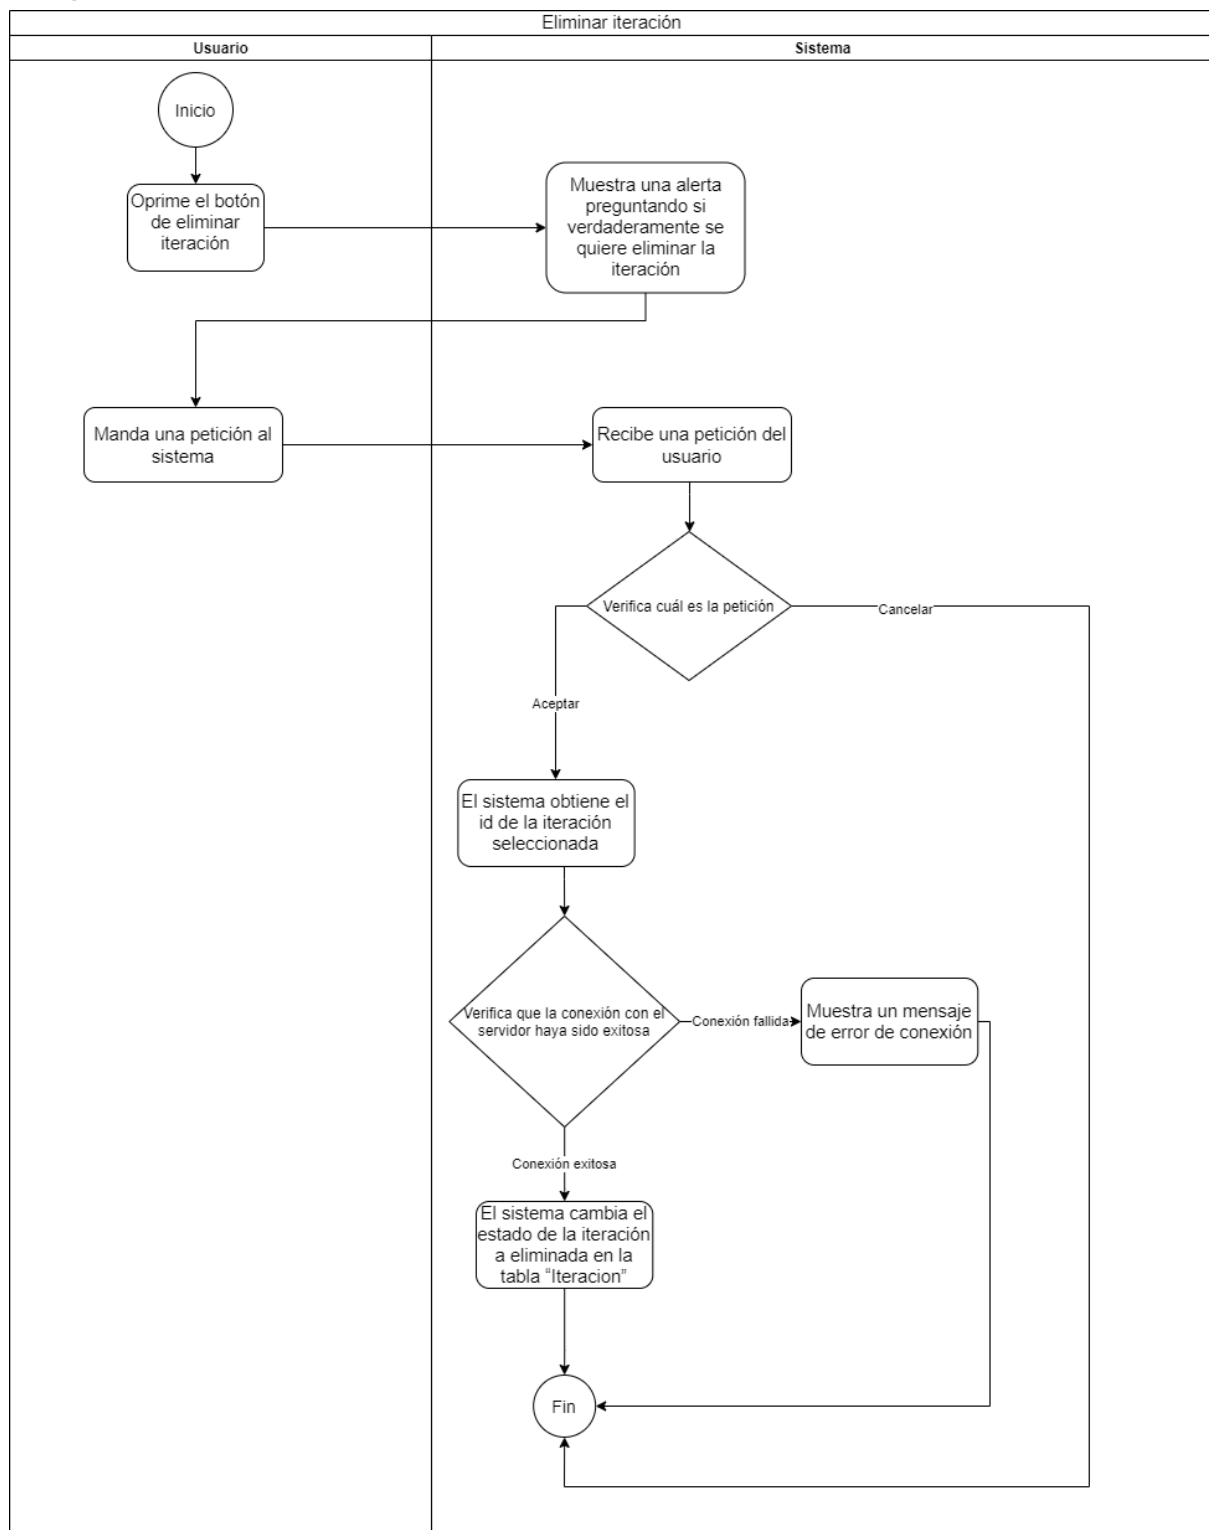 Eliminar iteración
Usuario
Sistema
Inicio
Oprime el botón
de eliminar
iteración
Muestra una alerta
preguntando si
verdaderamente se
quiere eliminar la
iteración
Manda una petición al
sistema
Recibe una petición del
usuario
Verifica cuál es la petición
Cancelar
Aceptar
El sistema obtiene el
id de la iteración
seleccionada
Verifica que la conexión con el
servidor haya sido exitosa
Conexión fallida
Muestra un mensaje
de error de conexión
Conexión exitosa
El sistema cambia el
estado de la iteración
a eliminada en la
tabla “Iteracion”
Fin